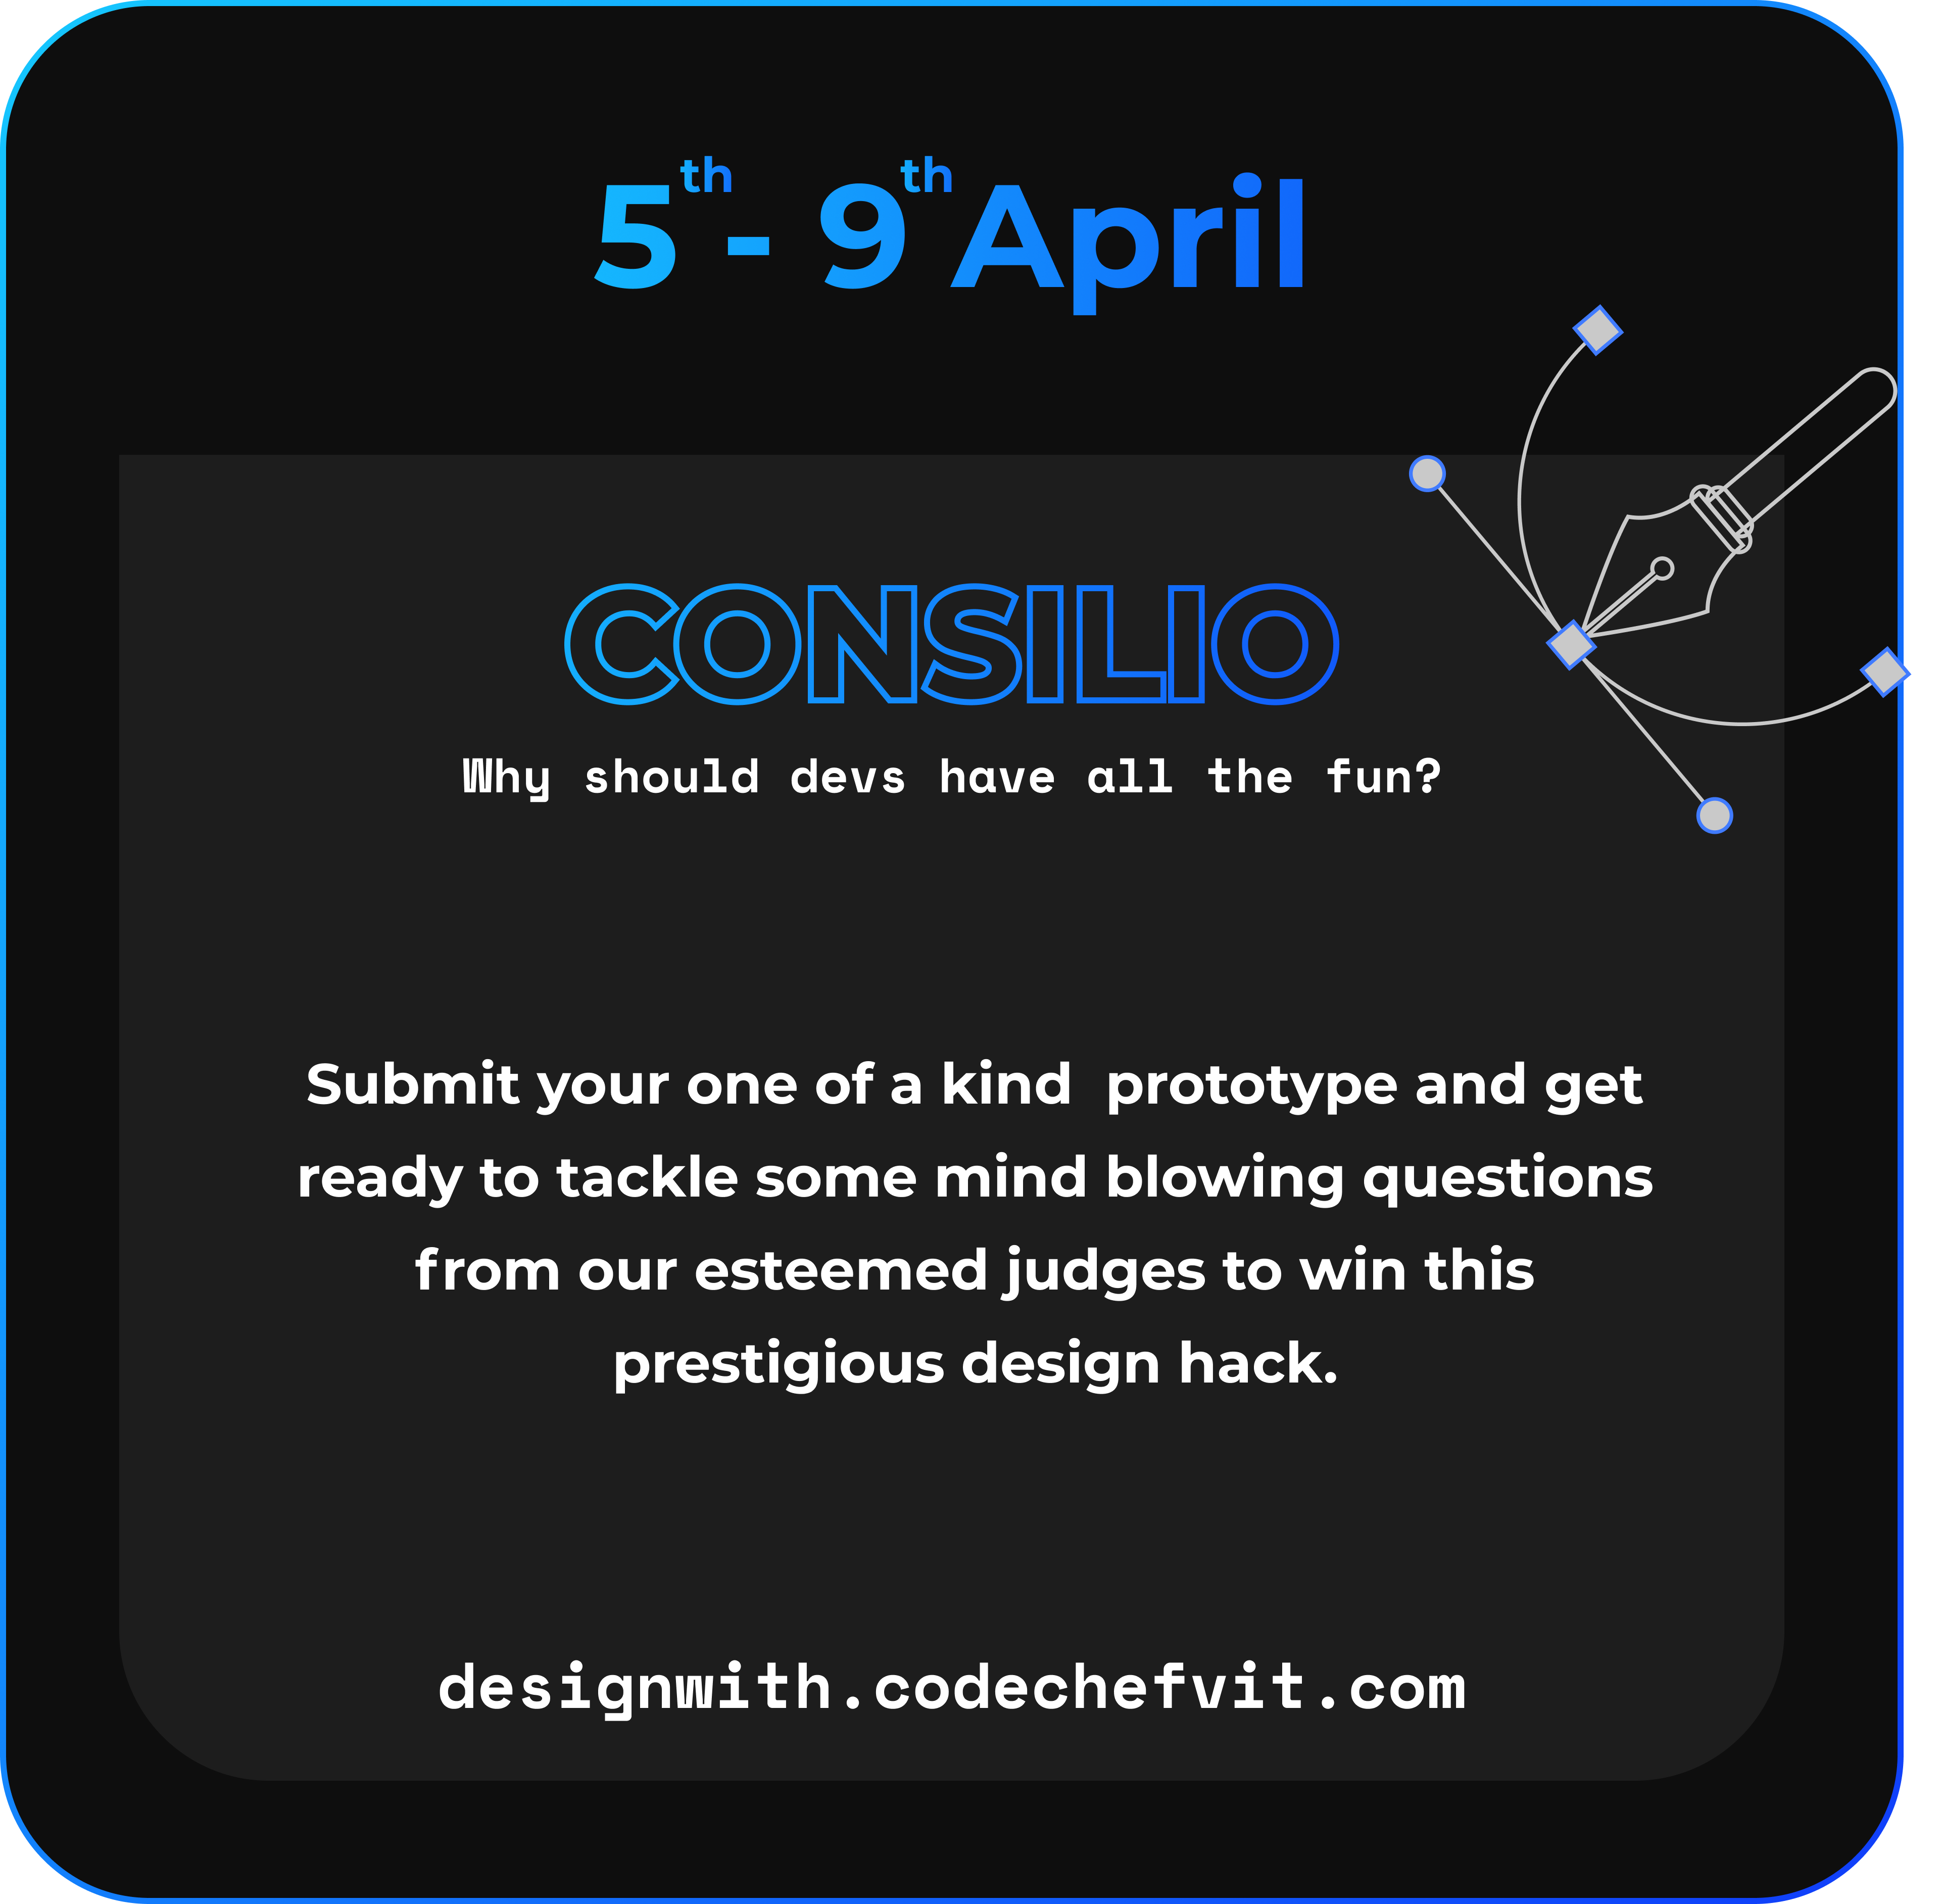 5th - 9th April
CONSILIO
Why should devs have all the fun?
Submit your one of a kind prototype and get
ready to tackle some mind blowing questions
from our esteemed judges to win this
prestigious design hack.
designwith.codechefvit.com